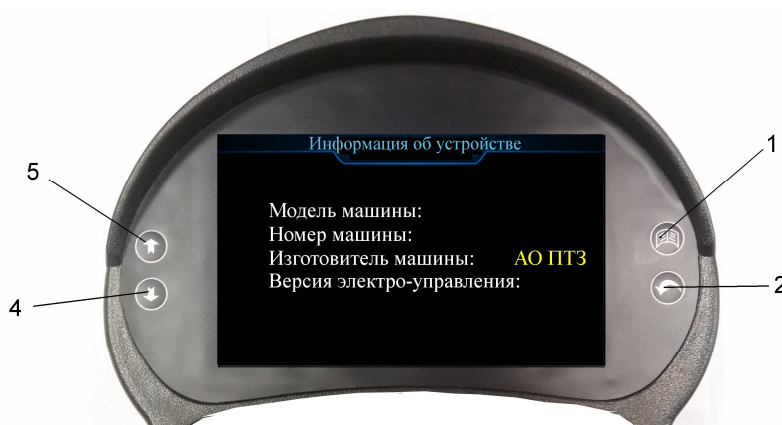 Информация об устройстве
1
5
Модель машины:
Номер машины:
Изготовитель машины: АО ПТЗ
Версия электро-управления:
4
2